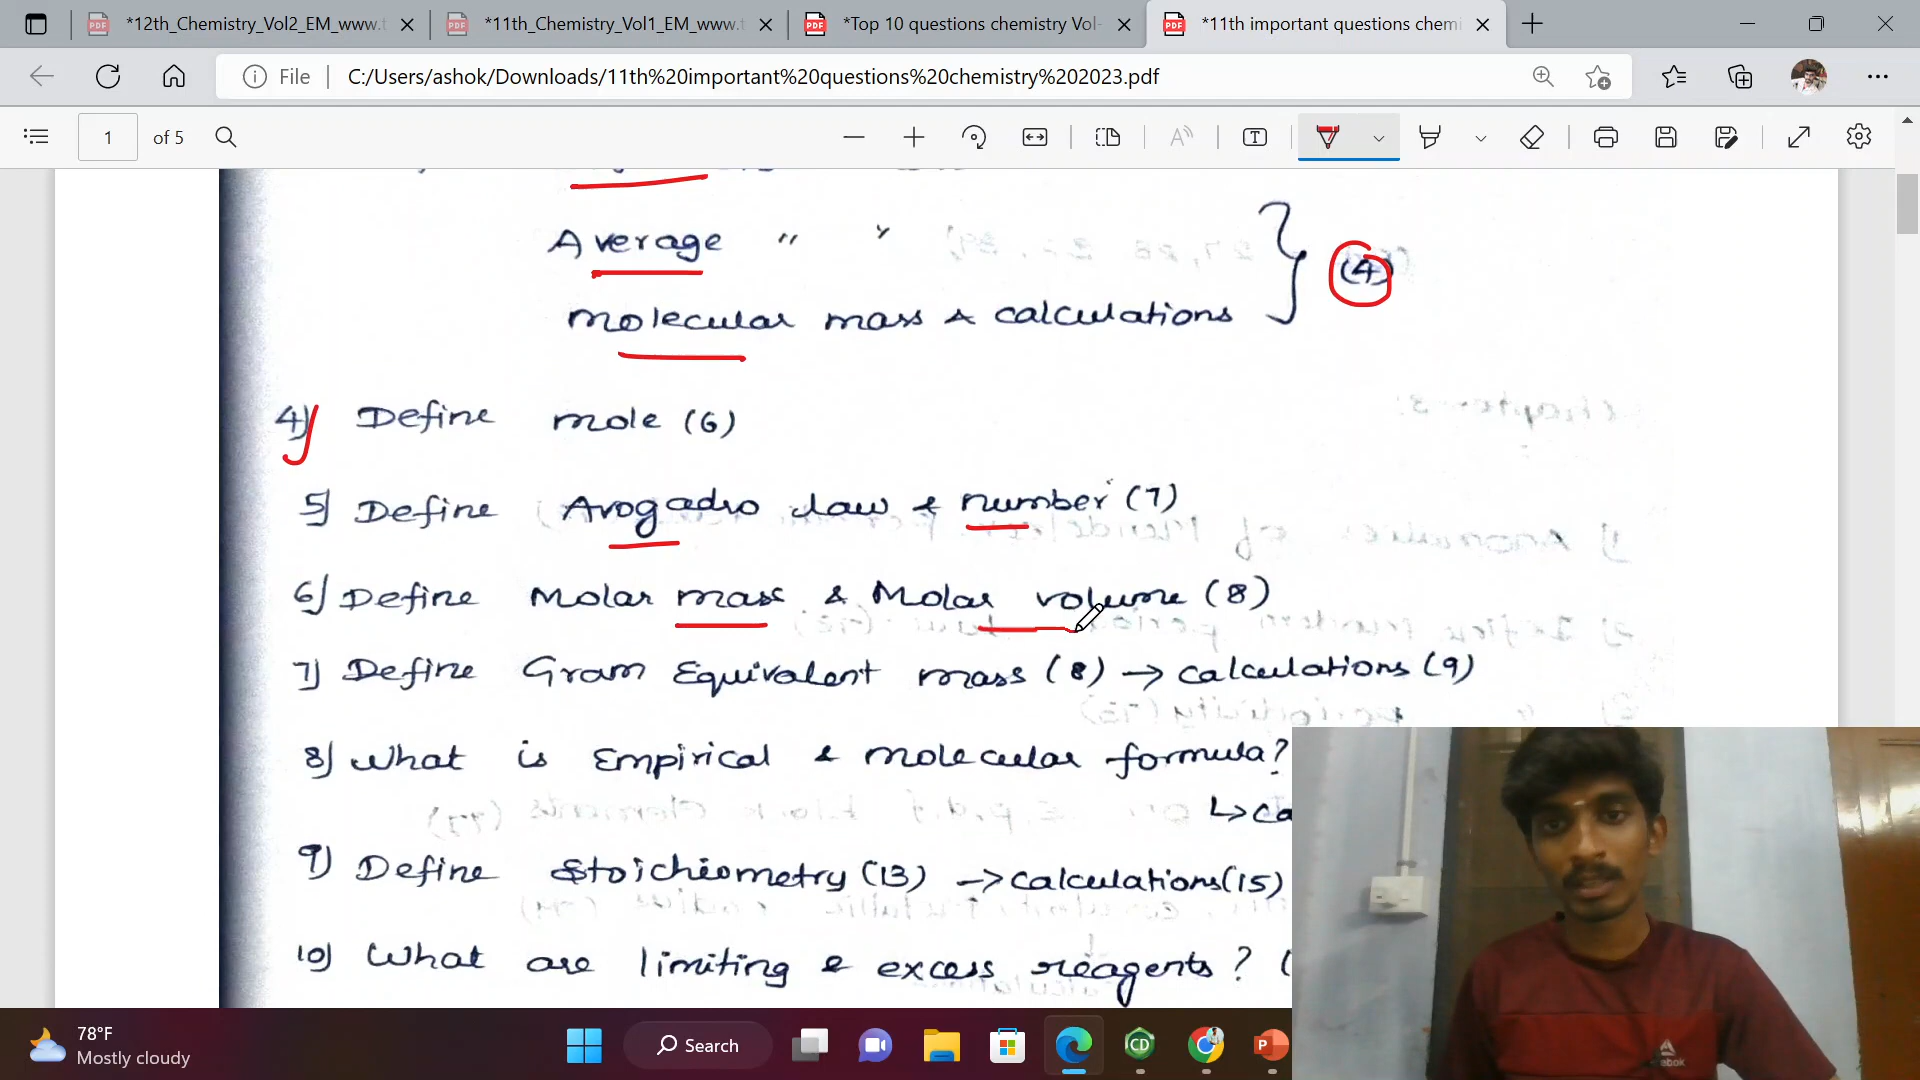 *12th_Chemistry_Vol2_EM_www.t
*11th_Chemistry_Vol1_EM_www.t
*Top 10 questions chemistry Vol-
*11th important questions chemi
File
C:/Users/ashok/Downloads/11th%20important%20questions%20chemistry%202023.pdf
1 of 5
Average " "
(4)
molecular mass & calculations
4) Define mole (6)
5) Define Avogadro law & number (7)
6) Define Molar mass & Molar volume (8)
7) Define Gram Equivalent mass (8) → calculations (9)
8) What is Empirical & molecular formula?
↳ ca
9) Define Stoichiometry (13) → calculations (15)
10) What are limiting & excess reagents? (
78°F
Mostly cloudy
Search
CD
P